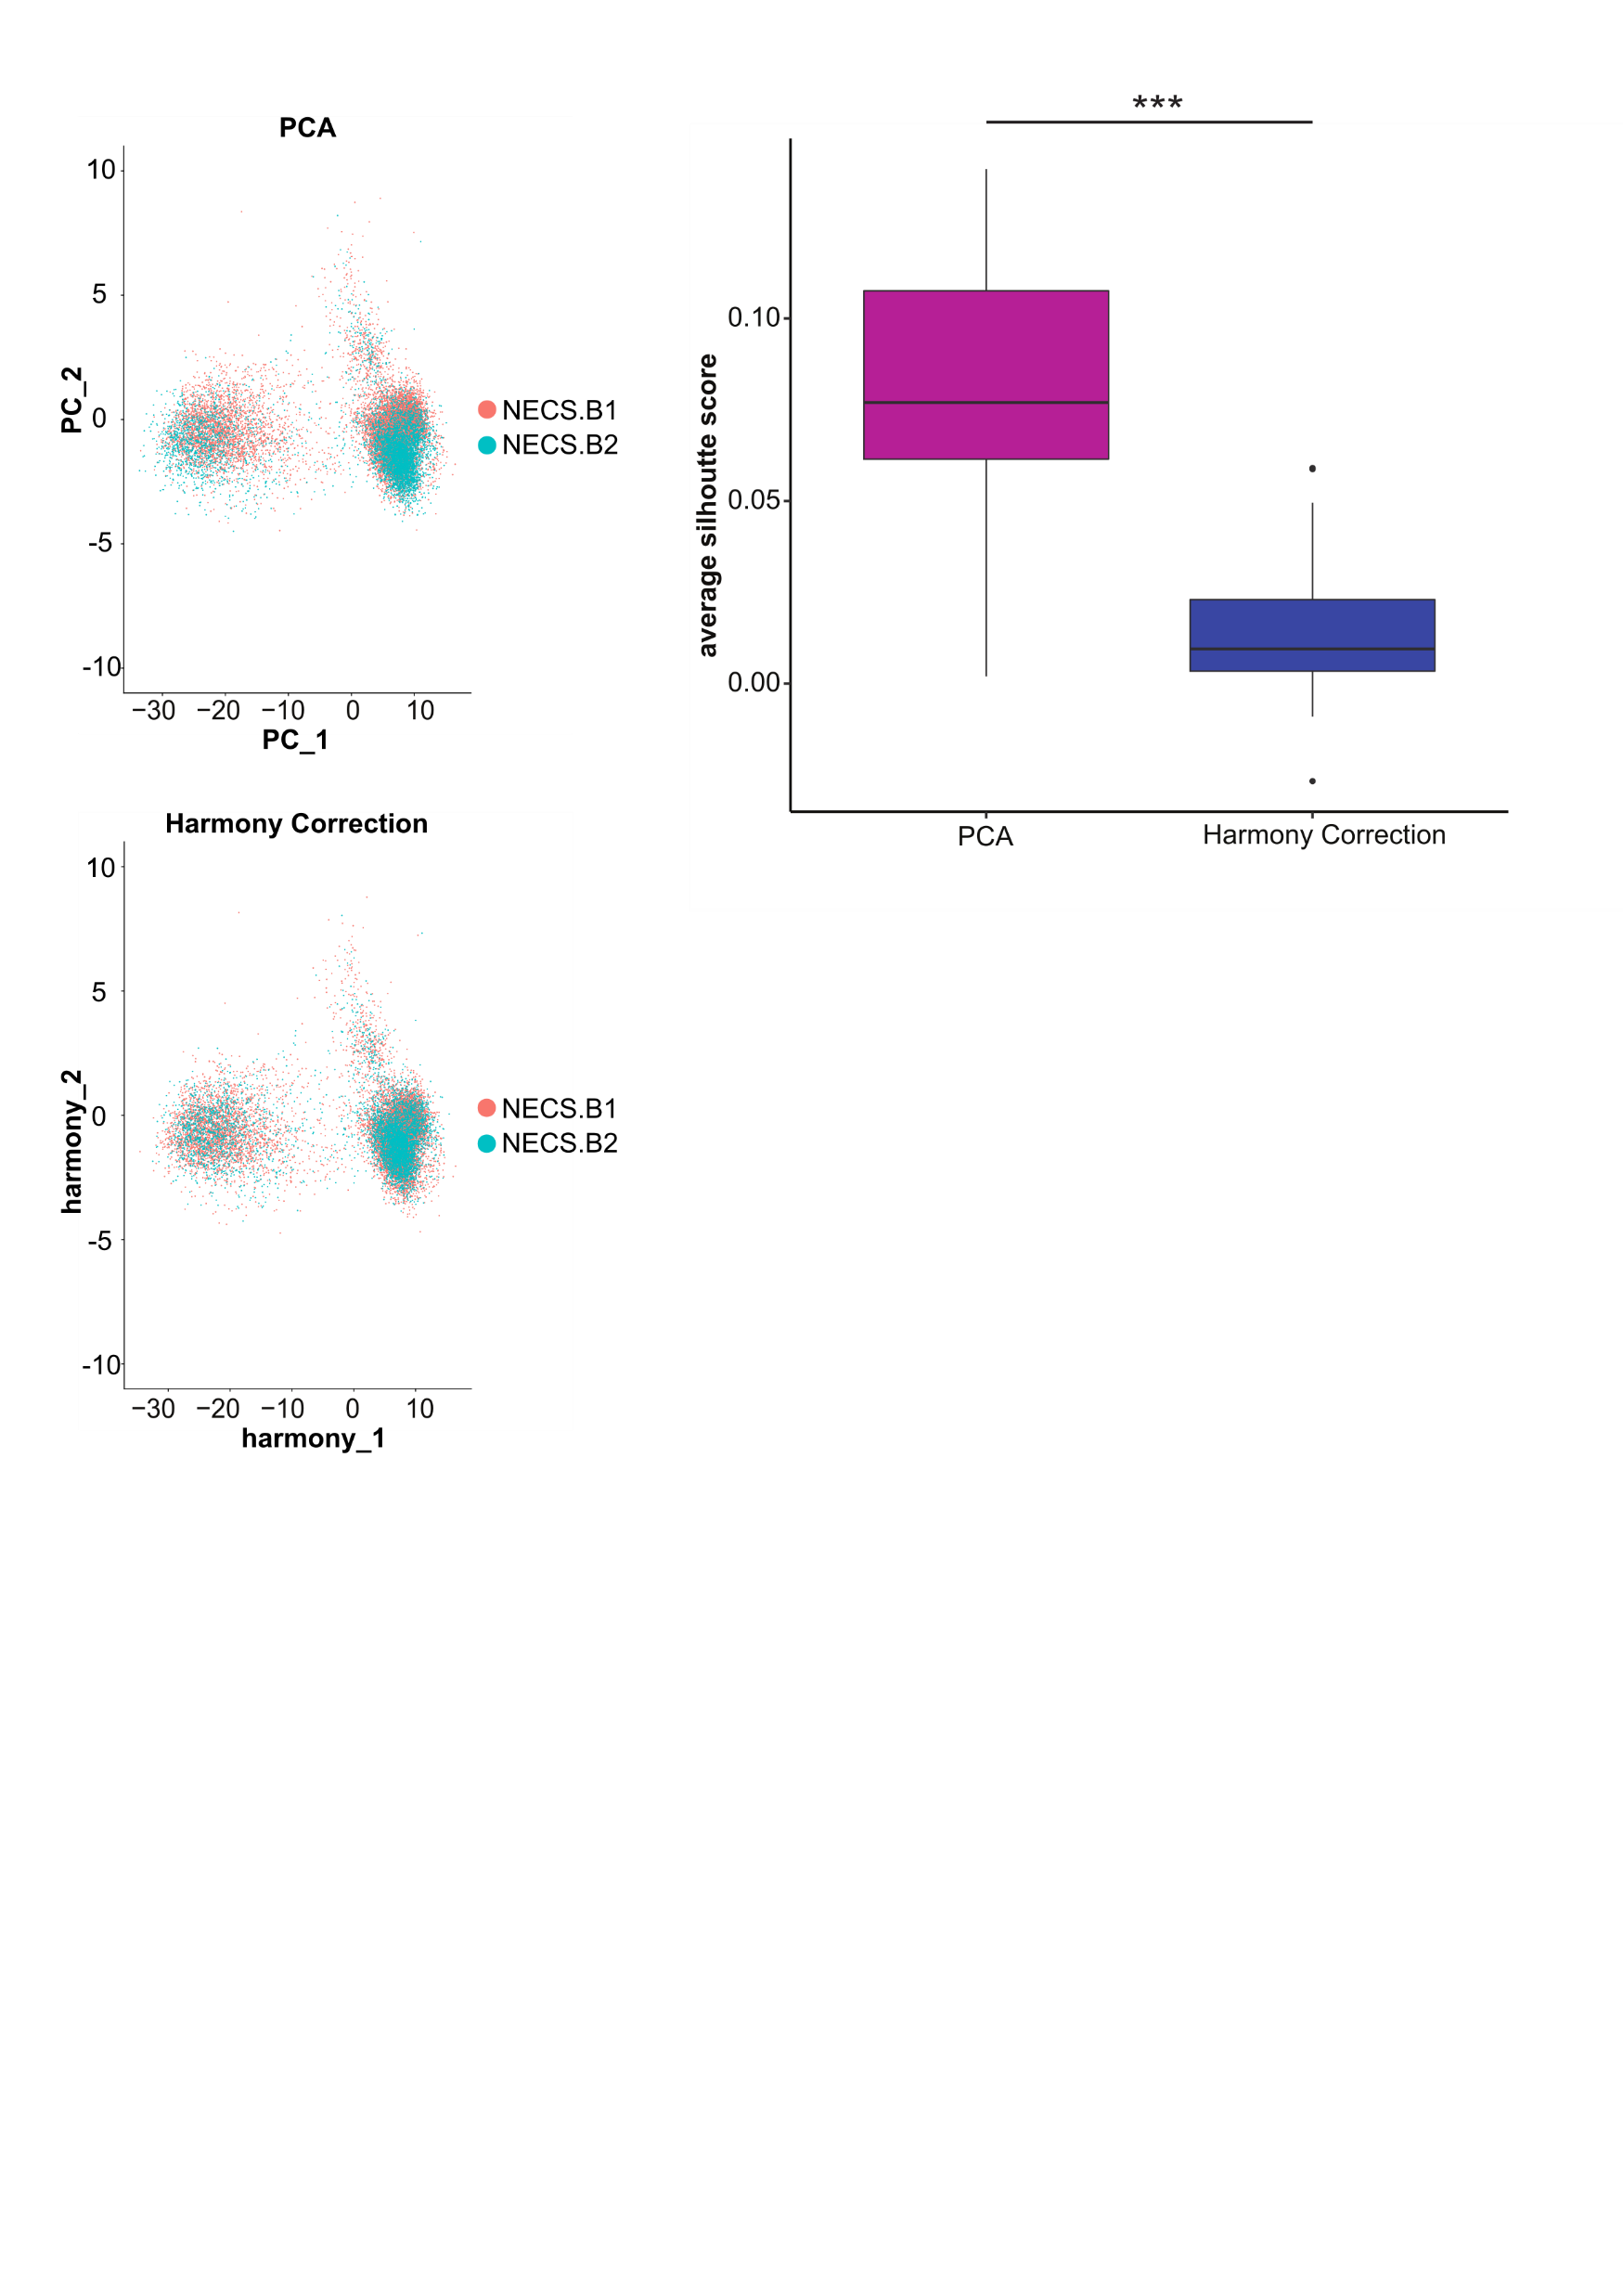 PCA
10
5
0
-5
-10
PC_2
−30 −20 −10 0 10
PC_1
NECS.B1
NECS.B2
***
0.10
0.05
0.00
average silhoutte score
PCA Harmony Correction
Harmony Correction
10
5
0
-5
-10
harmony_2
−30 −20 −10 0 10
harmony_1
NECS.B1
NECS.B2